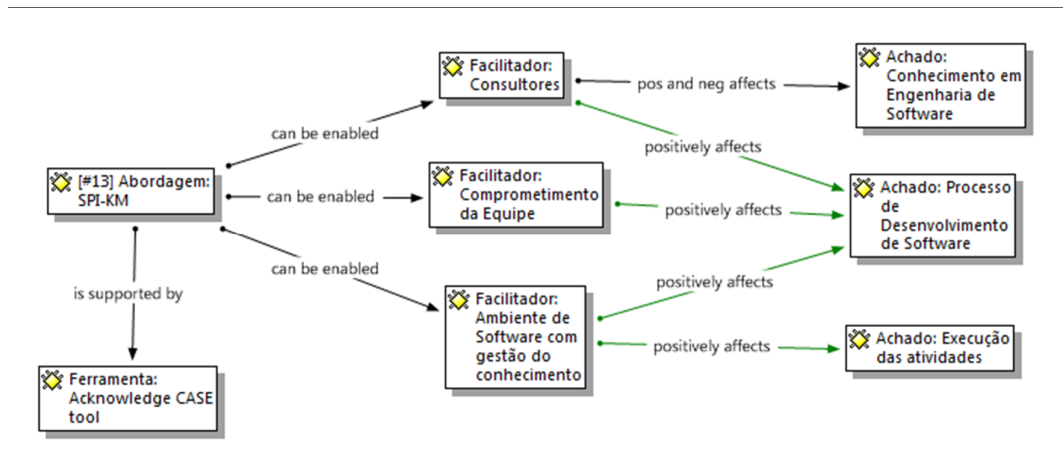 Facilitador:
Consultores
pos and neg affects
Achado:
Conhecimento em
Engenharia de
Software
can be enabled
positively affects
[#13] Abordagem:
SPI-KM
can be enabled
Facilitador:
Comprometimento
da Equipe
positively affects
Achado: Processo
de
Desenvolvimento
de Software
can be enabled
positively affects
is supported by
Facilitador:
Ambiente de
Software com
gestão do
conhecimento
positively affects
Achado: Execução
das atividades
Ferramenta:
Acknowledge CASE
tool